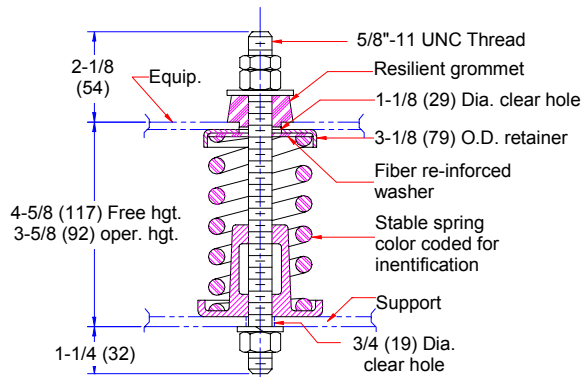 5/8"-11 UNC Thread
2-1/8
(54)
Equip.
Resilient grommet
1-1/8 (29) Dia. clear hole
3-1/8 (79) O.D. retainer
Fiber re-inforced
washer
4-5/8 (117) Free hgt.
3-5/8 (92) oper. hgt.
Stable spring
color coded for
inentification
Support
1-1/4 (32)
3/4 (19) Dia.
clear hole